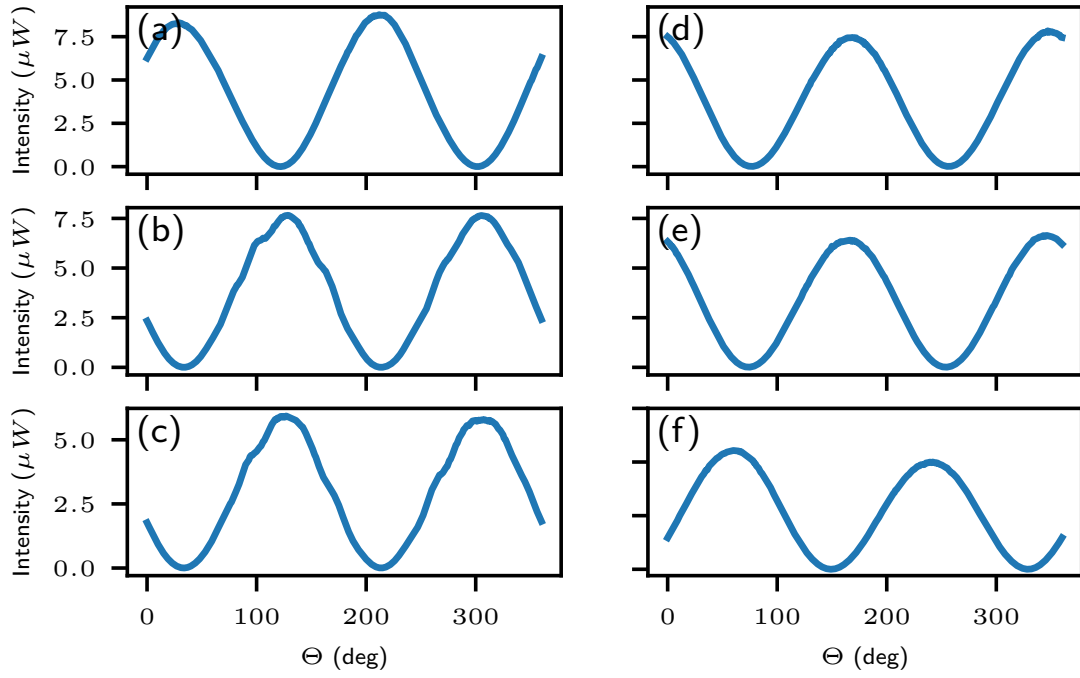 (a)
Intensity (μW)
7.5
5.0
2.5
0.0
(d)
(b)
Intensity (μW)
7.5
5.0
2.5
0.0
(e)
(c)
Intensity (μW)
5.0
2.5
0.0
0 100 200 300
Θ (deg)
(f)
0 100 200 300
Θ (deg)